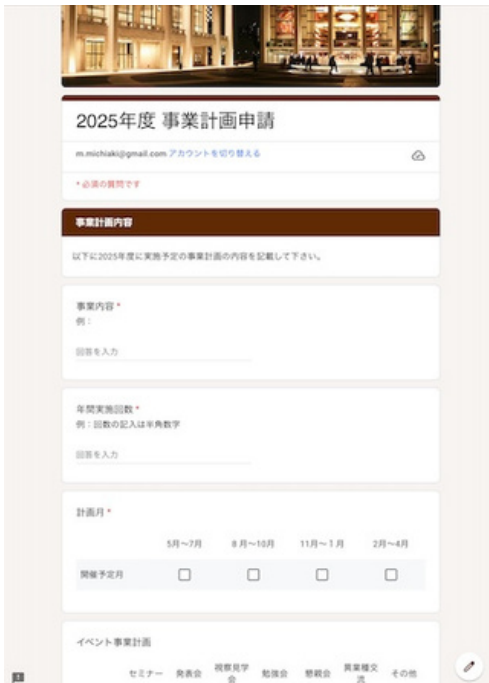 2025年度 事業計画申請
m.michiaki@gmail.com アカウントを切り替える
* 必須の質問です
事業計画内容
以下に2025年度に実施予定の事業計画の内容を記載して下さい。
事業内容 *
例：
回答を入力
年間実施回数 *
例：回数の記入は半角数字
回答を入力
計画月 *
5月～7月 8月～10月 11月～1月 2月～4月
開催予定月
イベント事業計画
セミナー 発表会 視察見学会 勉強会 懇親会 異業種交流 その他